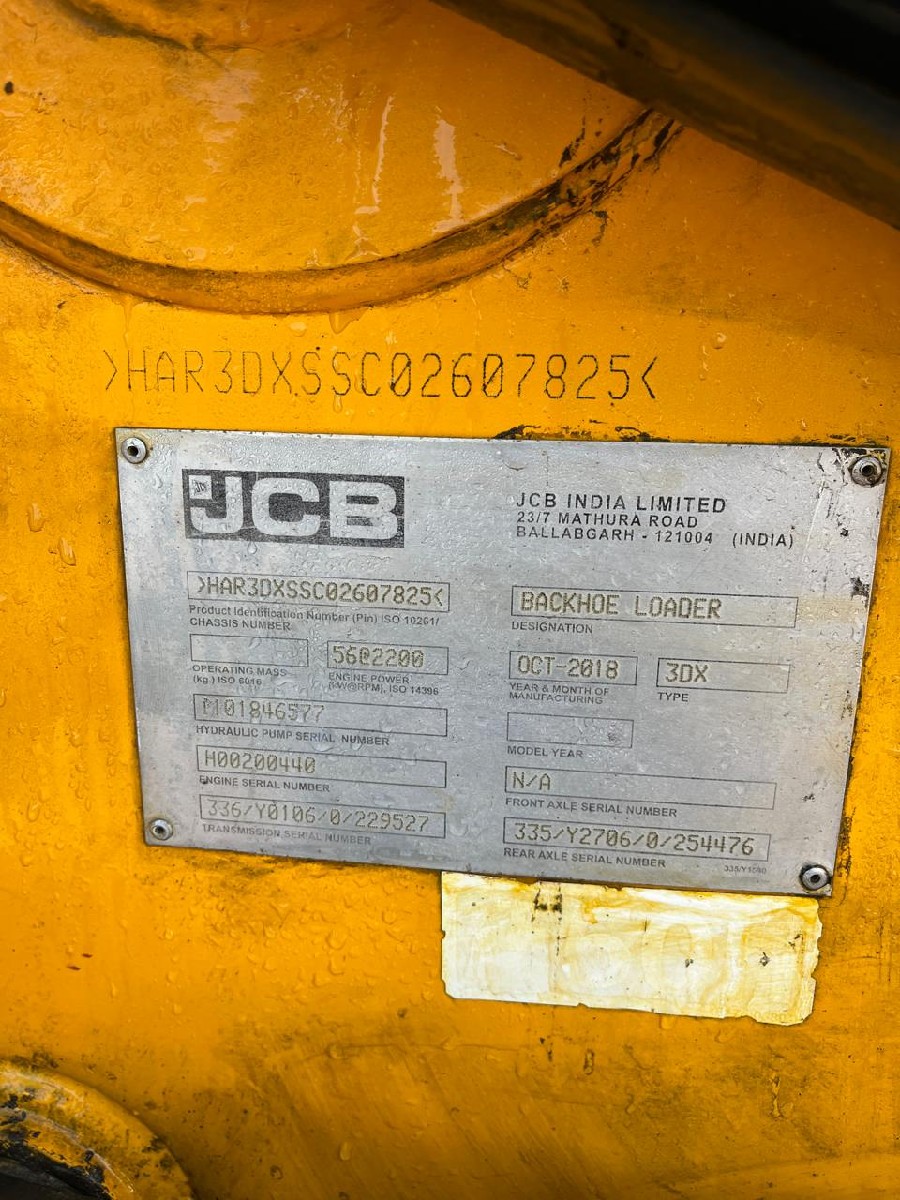 >HAR3DXSSC02607825<
JCB
JCB INDIA LIMITED
23/7 MATHURA ROAD
BALLABGARH - 121004 (INDIA)
>HAR3DXSSC02607825<
Product Identification Number (Pin) ISO 10261/
CHASSIS NUMBER
BACKHOE LOADER
DESIGNATION
OPERATING MASS
(kg) ISO 6016
56@2200
ENGINE POWER
(kW@RPM), ISO 14396
OCT-2018
YEAR & MONTH OF
MANUFACTURING
3DX
TYPE
HYDRAULIC PUMP SERIAL NUMBER
MODEL YEAR
H00200440
ENGINE SERIAL NUMBER
N/A
FRONT AXLE SERIAL NUMBER
336/Y0106/0/229527
TRANSMISSION SERIAL NUMBER
335/Y2706/0/254476
REAR AXLE SERIAL NUMBER